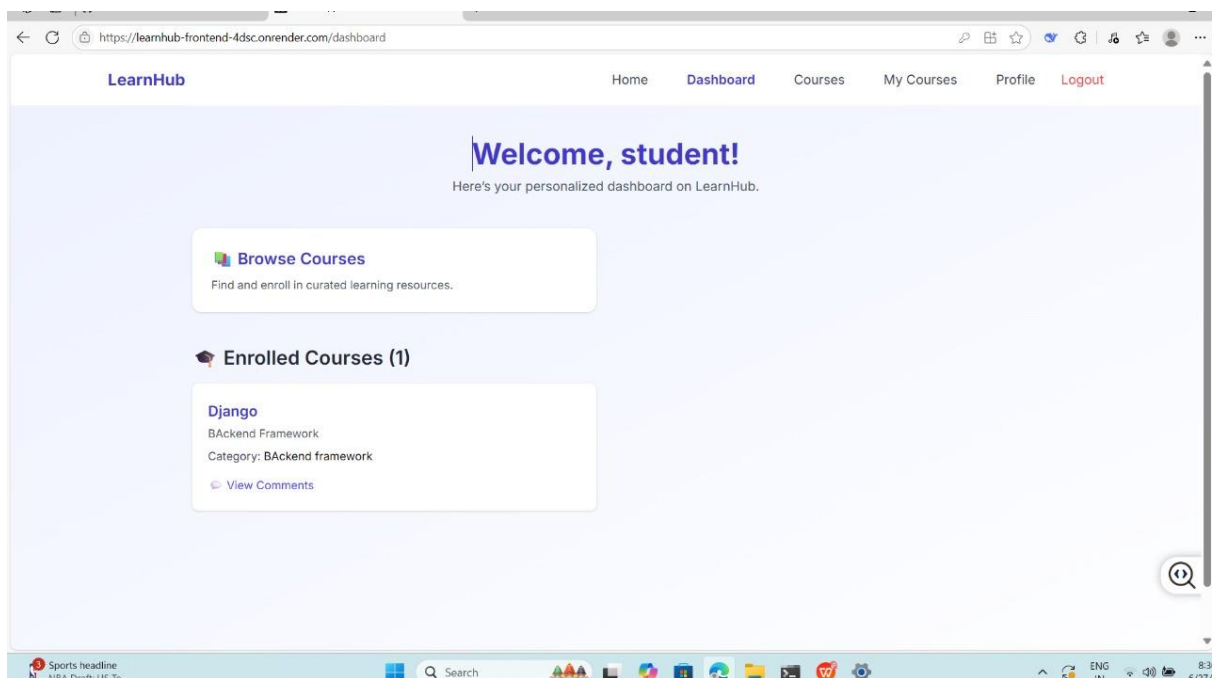 https://learnhub-frontend-4dsc.onrender.com/dashboard
LearnHub Home Dashboard Courses My Courses Profile Logout
Welcome, student!
Here's your personalized dashboard on LearnHub.
Browse Courses
Find and enroll in curated learning resources.
Enrolled Courses (1)
Django
BAckend Framework
Category: BAckend framework
View Comments
3 Sports headline
Search
ENG